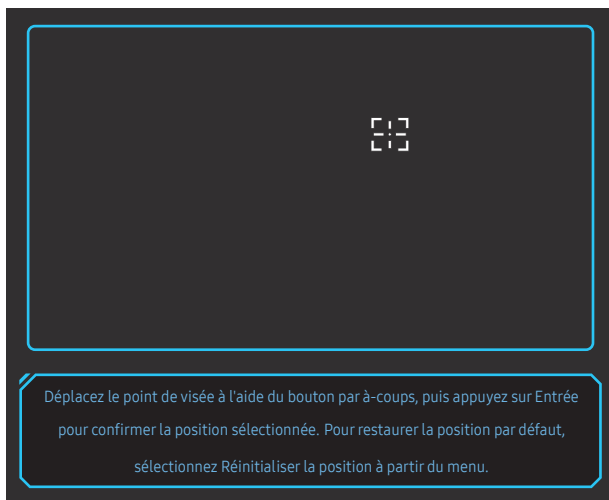 Déplacez le point de visée à l'aide du bouton par à-coups, puis appuyez sur Entrée
pour confirmer la position sélectionnée. Pour restaurer la position par défaut,
sélectionnez Réinitialiser la position à partir du menu.